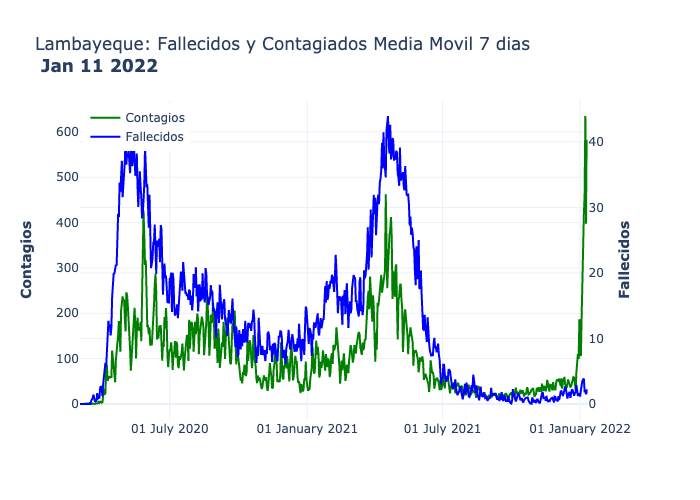 Lambayeque: Fallecidos y Contagiados Media Movil 7 dias
Jan 11 2022
Contagios
Fallecidos
600
500
400
300
200
100
0
40
30
20
10
0
Contagios
Fallecidos
01 July 2020
01 January 2021
01 July 2021
01 January 2022